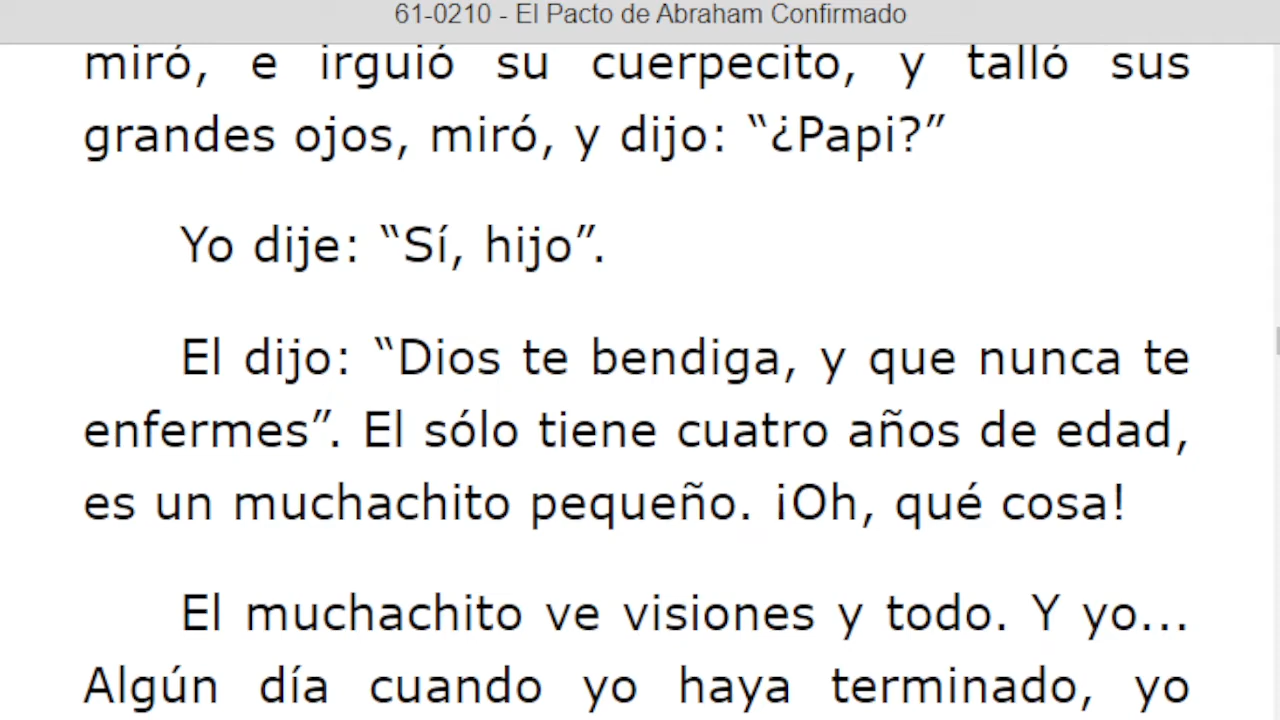 61-0210 - El Pacto de Abraham Confirmado
miró, e irguió su cuerpecito, y talló sus
grandes ojos, miró, y dijo: “¿Papi?”
Yo dije: “Sí, hijo”.
El dijo: “Dios te bendiga, y que nunca te
enfermes”. El sólo tiene cuatro años de edad,
es un muchachito pequeño. ¡Oh, qué cosa!
El muchachito ve visiones y todo. Y yo...
Algún día cuando yo haya terminado, yo